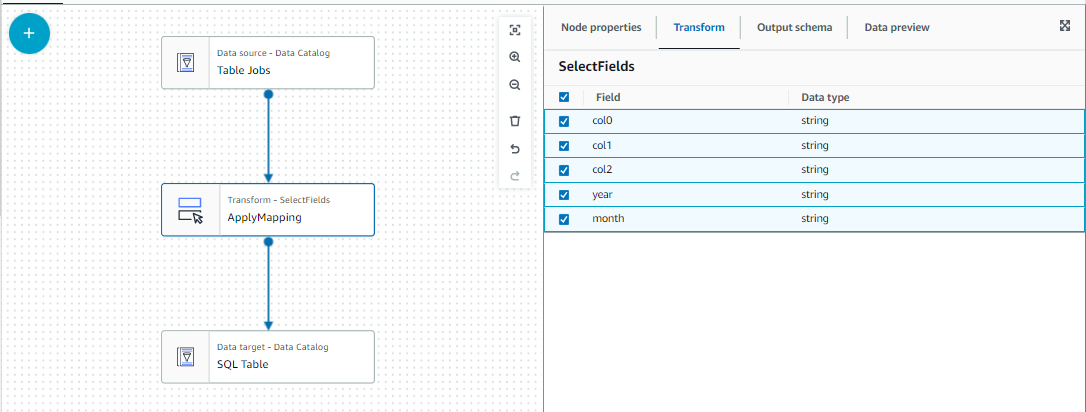 +
Data source - Data Catalog
Table Jobs
Transform - SelectFields
ApplyMapping
Data target - Data Catalog
SQL Table
Node properties
Transform
Output schema
Data preview
SelectFields
Field Data type
col0 string
col1 string
col2 string
year string
month string